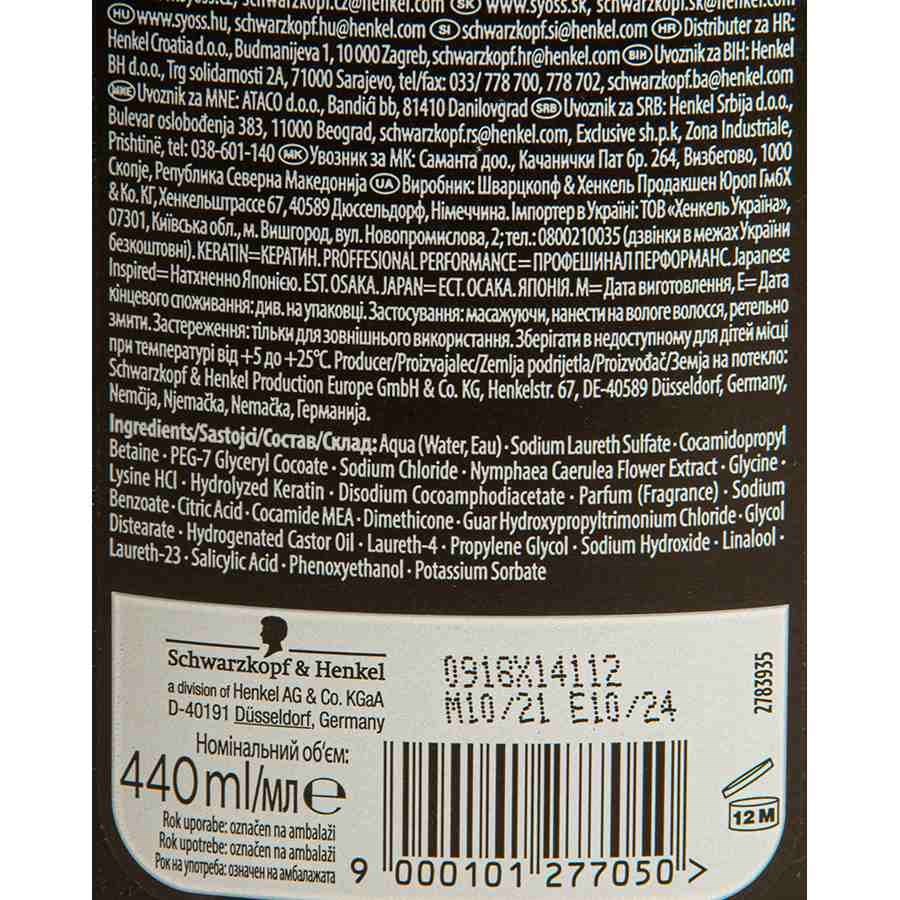 www.syoss.sk,
HU www.syoss.hu, schwarzkopf.hu@henkel.com SI schwarzkopf.si@henkel.com HR Distributer za HR:
Henkel Croatia d.o.o., Budmanijeva 1, 10 000 Zagreb, schwarzkopf.hr@henkel.com BIH Uvoznik za BIH: Henkel
BH d.o.o., Trg solidarnosti 2A, 71000 Sarajevo, tel/fax: 033/ 778 700, 778 702, schwarzkopf.ba@henkel.com
MNE Uvoznik za MNE: ATACO d.o.o., Bandići bb, 81410 Danilovgrad SRB Uvoznik za SRB: Henkel Srbija d.o.o.,
Bulevar oslobođenja 383, 11000 Beograd, schwarzkopf.rs@henkel.com, Exclusive sh.p.k, Zona Industriale,
Prishtinë, tel: 038-601-140 MK Увозник за МК: Саманта доо., Качанички Пат бр. 264, Визбегово, 1000
Скопје, Република Северна Македонија UA Виробник: Шварцкопф & Хенкель Продакшен Юроп ГмбХ
& Ко. КГ, Хенкельштрассе 67, 40589 Дюссельдорф, Німеччина. Імпортер в Україні: ТОВ «Хенкель Україна»,
07301, Київська обл., м. Вишгород, вул. Новопромислова, 2; тел.: 0800210035 (дзвінки в межах України
безкоштовні). KERATIN=КЕРАТИН. PROFFESIONAL PERFORMANCE=ПРОФЕШИНАЛ ПЕРФОРМАНС. Japanese
Inspired=Натхненно Японією. EST. OSAKA. JAPAN=ЕСТ. ОСАКА. ЯПОНІЯ. M=Дата виготовлення, E=Дата
кінцевого споживання: див. на упаковці. Застосування: масажуючи, нанести на вологе волосся, ретельно
змити. Застереження: тільки для зовнішнього використання. Зберігати в недоступному для дітей місці
при температурі від +5 до +25℃. Producer/Proizvajalec/Zemlja podrijetla/Proizvođač/Земја на потекло:
Schwarzkopf & Henkel Production Europe GmbH & Co. KG, Henkelstr. 67, DE-40589 Düsseldorf, Germany,
Nemčija, Njemačka, Nemačka, Германија.
Ingredients/Sastojci/Состав/Склад: Aqua (Water, Eau) · Sodium Laureth Sulfate · Cocamidopropyl
Betaine · PEG-7 Glyceryl Cocoate · Sodium Chloride · Nymphaea Caerulea Flower Extract · Glycine ·
Lysine HCl · Hydrolyzed Keratin · Disodium Cocoamphodiacetate · Parfum (Fragrance) · Sodium
Benzoate · Citric Acid · Cocamide MEA · Dimethicone · Guar Hydroxypropyltrimonium Chloride · Glycol
Distearate · Hydrogenated Castor Oil · Laureth-4 · Propylene Glycol · Sodium Hydroxide · Linalool ·
Laureth-23 · Salicylic Acid · Phenoxyethanol · Potassium Sorbate
Schwarzkopf & Henkel
a division of Henkel AG & Co. KGaA
D-40191 Düsseldorf, Germany
0918X14112
M10/21 E10/24
2783935
Номінальний об'єм:
440 ml/мл e
12 M
Rok uporabe: označen na ambalaži
Rok upotrebe: označen na ambalaži
Рок на употреба: означен на амбалажата
9 000101 277050 >